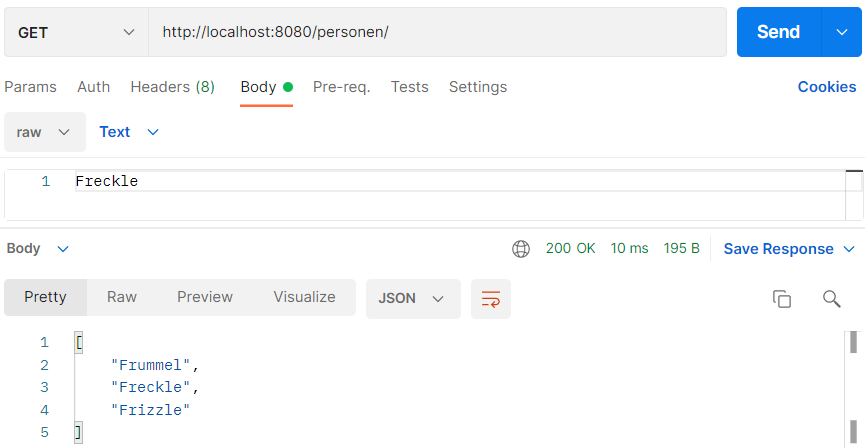 GET http://localhost:8080/personen/ Send
Params Auth Headers (8) Body Pre-req. Tests Settings Cookies
raw Text
1 Freckle
Body 200 OK 10 ms 195 B Save Response
Pretty Raw Preview Visualize JSON
1 [
2 "Frummel",
3 "Freckle",
4 "Frizzle"
5 ]